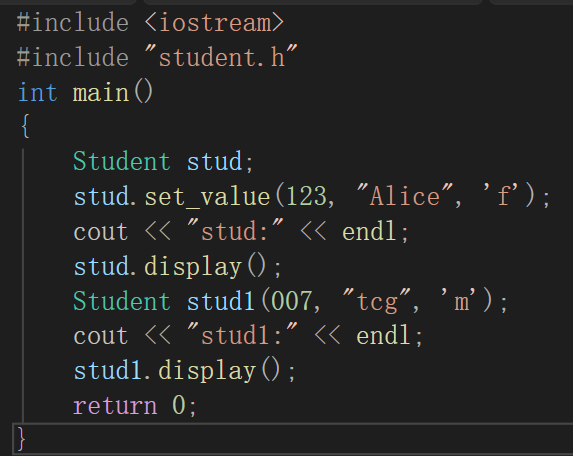 #include <iostream>
#include "student.h"
int main()
{
    Student stud;
    stud.set_value(123, "Alice", 'f');
    cout << "stud:" << endl;
    stud.display();
    Student stud1(007, "tcg", 'm');
    cout << "stud1:" << endl;
    stud1.display();
    return 0;
}